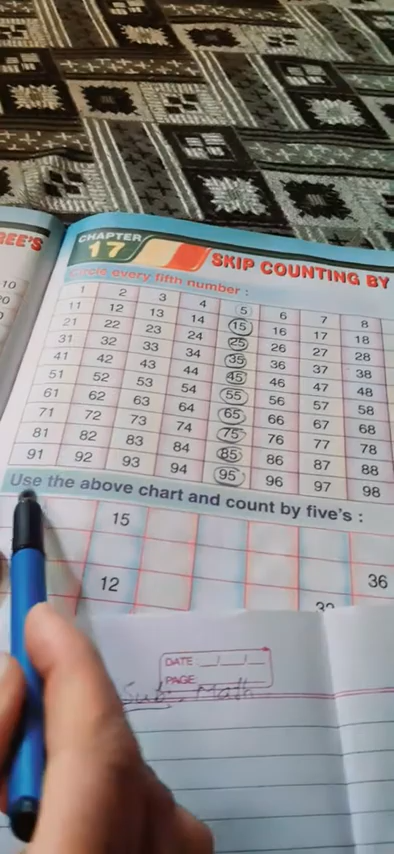 REE'S
CHAPTER
17
SKIP COUNTING BY
Circle every fifth number :
10
20
1 2 3 4 5 6 7 8
11 12 13 14 15 16 17 18
21 22 23 24 25 26 27 28
31 32 33 34 35 36 37 38
41 42 43 44 45 46 47 48
51 52 53 54 55 56 57 58
61 62 63 64 65 66 67 68
71 72 73 74 75 76 77 78
81 82 83 84 85 86 87 88
91 92 93 94 95 96 97 98
Use the above chart and count by five's :
15
12 36
DATE
PAGE
Sub: Math